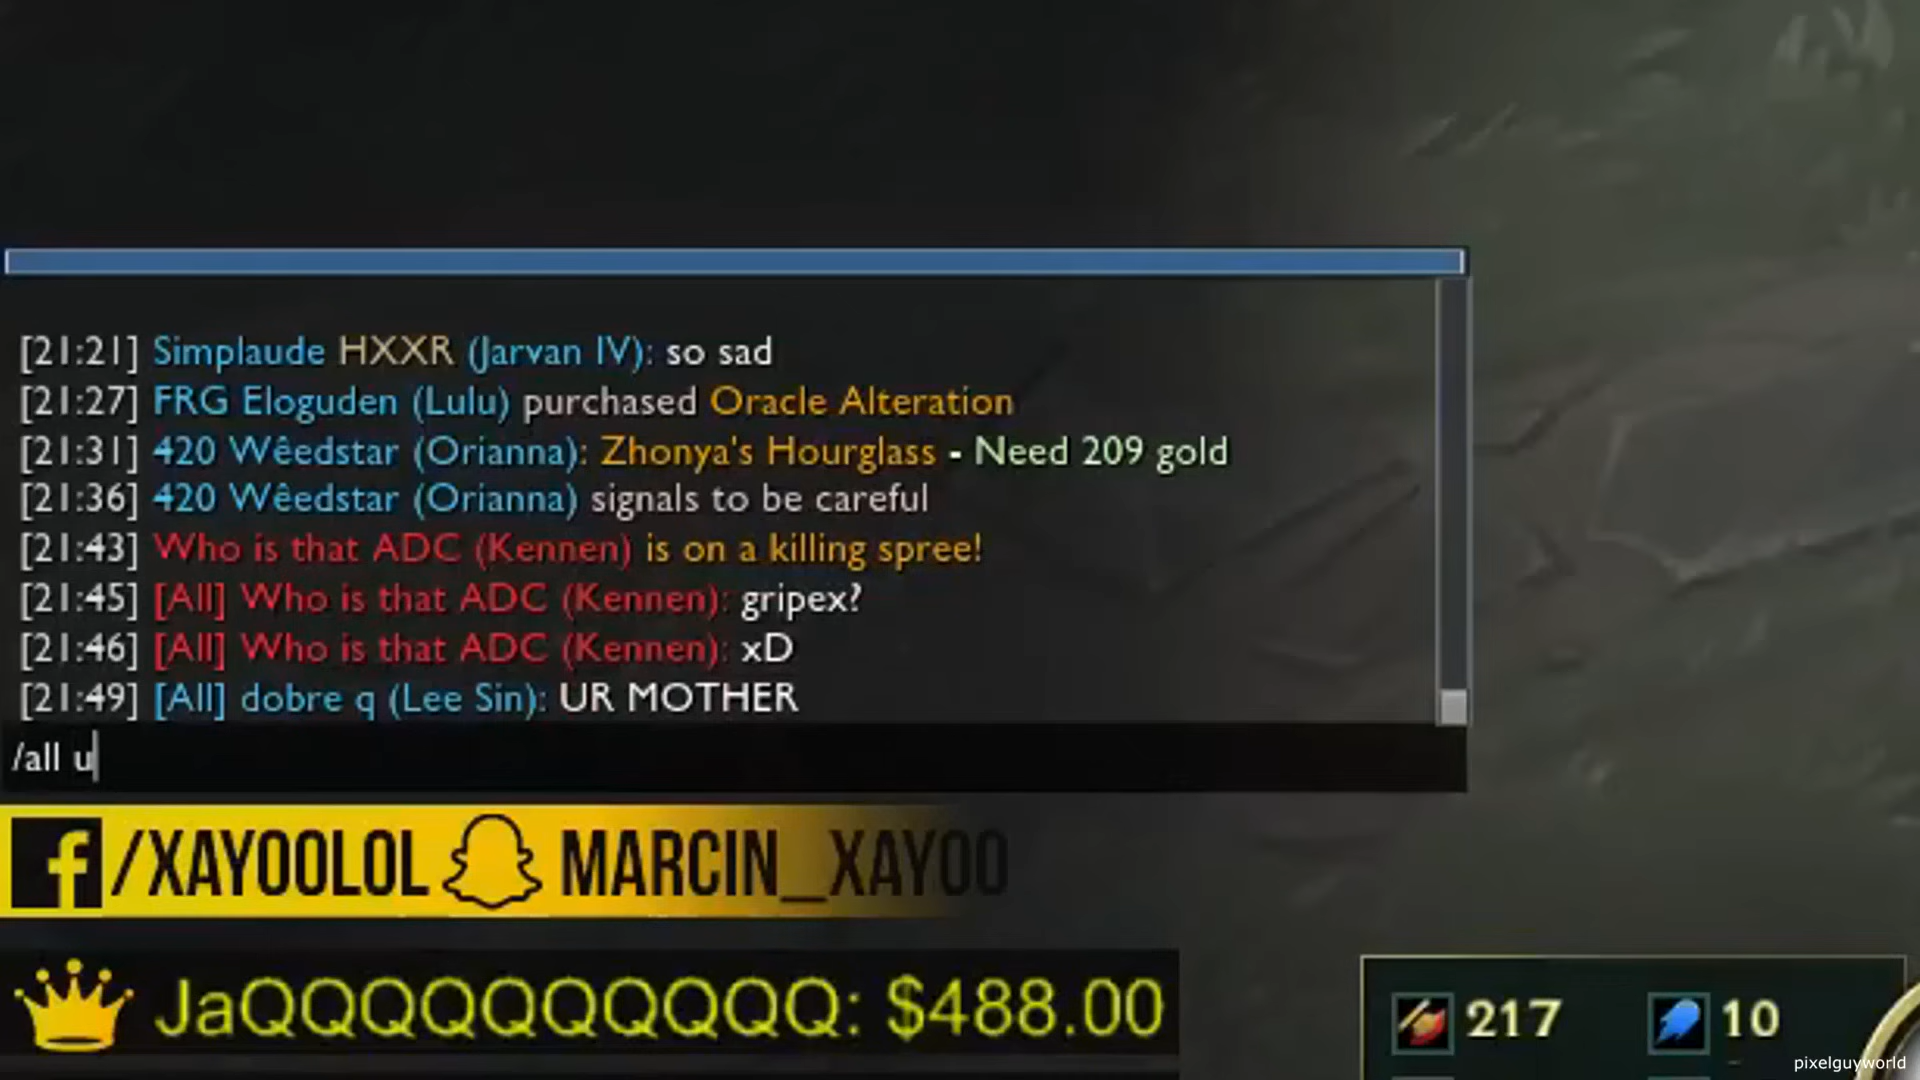 [21:21] Simplaude HXXR (Jarvan IV): so sad
[21:27] FRG Eloguden (Lulu) purchased Oracle Alteration
[21:31] 420 Wêedstar (Orianna): Zhonya's Hourglass - Need 209 gold
[21:36] 420 Wêedstar (Orianna) signals to be careful
[21:43] Who is that ADC (Kennen) is on a killing spree!
[21:45] [All] Who is that ADC (Kennen): gripex?
[21:46] [All] Who is that ADC (Kennen): xD
[21:49] [All] dobre q (Lee Sin): UR MOTHER
/all u
/XAYOOLOL MARCIN_XAYOO
JaQQQQQQQQQQ: $488.00
217 10
pixelguyworld